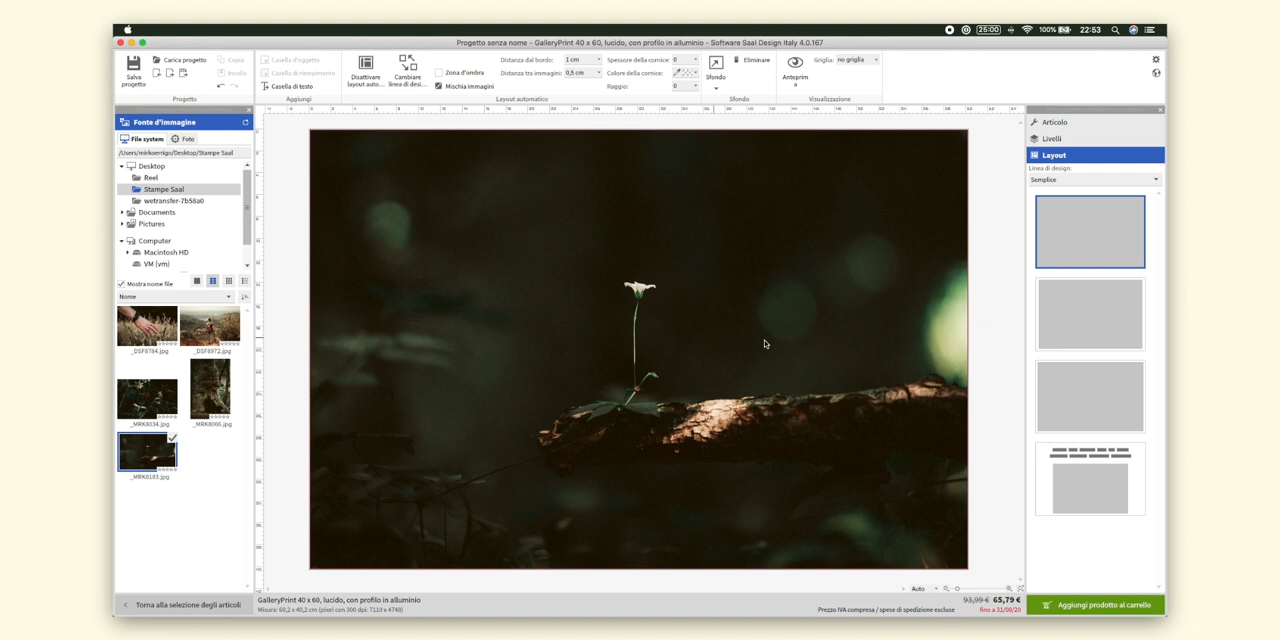 25:00 100% 22:53
Progetto senza nome - GalleryPrint 40 x 60, lucido, con profilo in alluminio - Software Saal Design Italy 4.0.167
Salva progetto
Carica progetto
Copia
Incolla
Progetto
Casella d'oggetto
Casella di riempimento
Casella di testo
Aggiungi
Disattivare layout auto...
Cambiare linea di desi...
Zona d'ombra
Mischia immagini
Distanza dal bordo: 1 cm
Distanza tra immagini: 0,5 cm
Spessore della cornice: 0
Colore della cornice:
Raggio: 0
Layout automatico
Sfondo
Eliminare
Sfondo
Anteprim
a
Griglia: no griglia
Visualizzazione
Fonte d'immagine
File system Foto
/Users/mirkoerrigo/Desktop/Stampe Saal
Desktop
Reel
Stampe Saal
wetransfer-7b58a0
Documents
Pictures
Computer
Macintosh HD
VM (vm)
Mostra nome file
Nome
_DSF8784.jpg _DSF8972.jpg
_MRK8034.jpg _MRK8066.jpg
_MRK8183.jpg
Torna alla selezione degli articoli
Articolo
Livelli
Layout
Linea di design:
Semplice
Auto
GalleryPrint 40 x 60, lucido, con profilo in alluminio
Misura: 60,2 x 40,2 cm (pixel con 300 dpi: 7110 x 4748)
93,99 € 65,79 €
Prezzo IVA compresa / spese di spedizione escluse fino a 31/08/20
Aggiungi prodotto al carrello